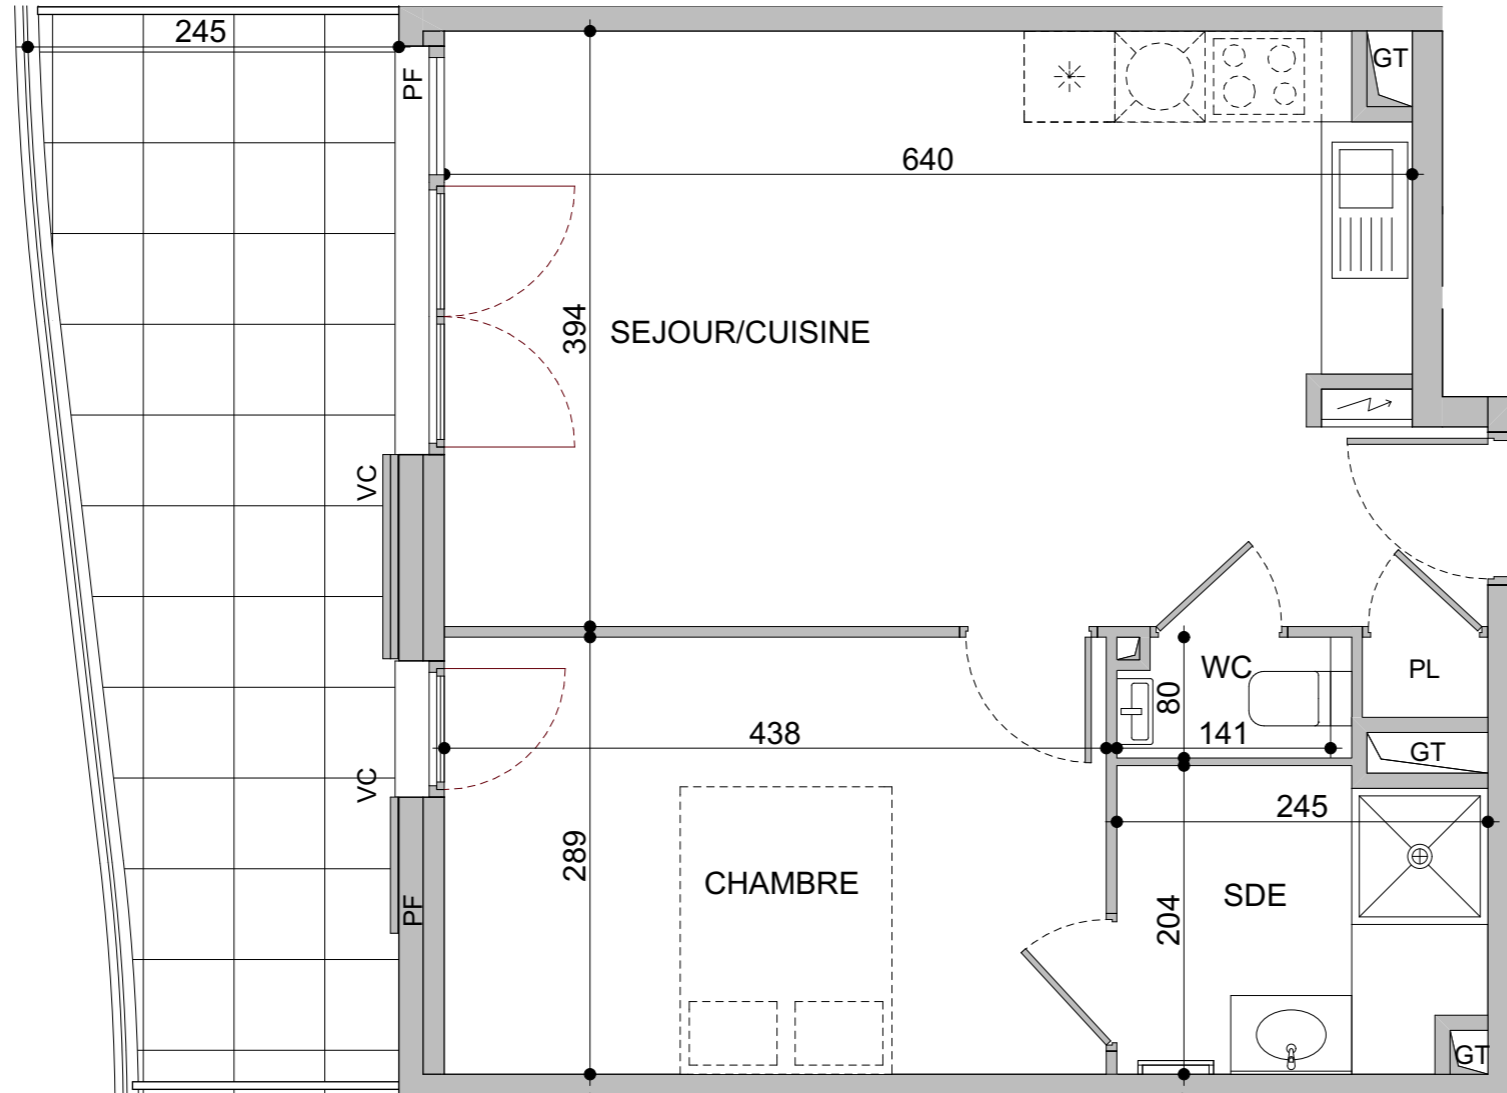 245
PF
GT
640
394
SEJOUR/CUISINE
VC
WC
80
PL
438
141
GT
VC
245
289
CHAMBRE
PF
204
SDE
GT